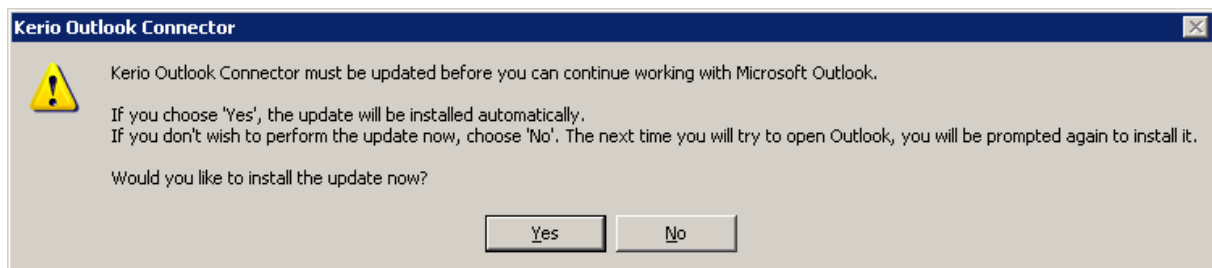 Kerio Outlook Connector
Kerio Outlook Connector must be updated before you can continue working with Microsoft Outlook.
If you choose 'Yes', the update will be installed automatically.
If you don't wish to perform the update now, choose 'No'. The next time you will try to open Outlook, you will be prompted again to install it.
Would you like to install the update now?
Yes No